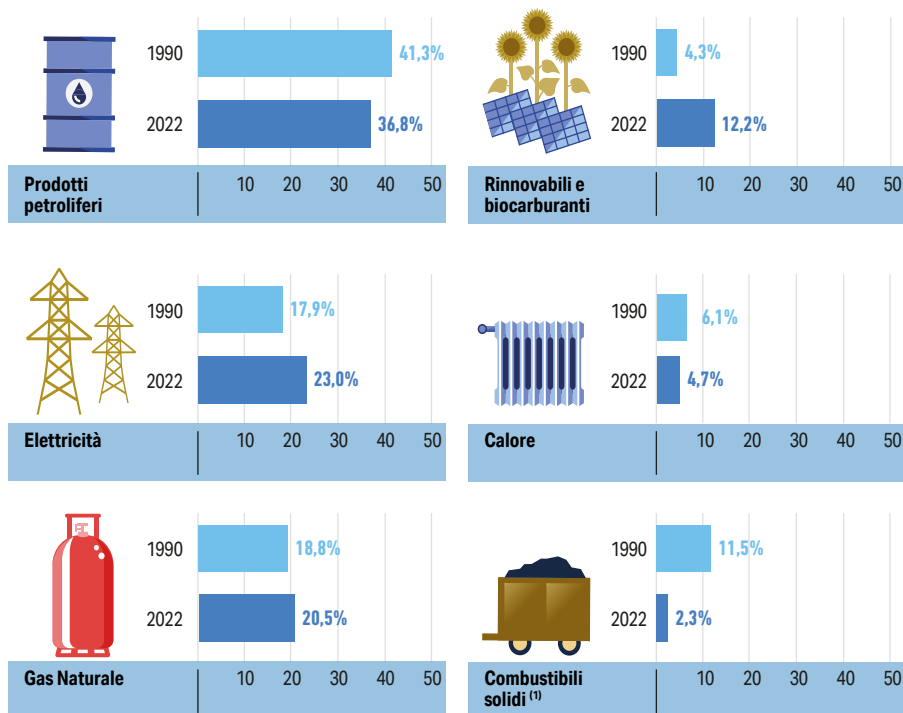 1990
41,3%
2022
36,8%
Prodotti
petroliferi
10 20 30 40 50
1990
4,3%
2022
12,2%
Rinnovabili e
biocarburanti
10 20 30 40 50
1990
17,9%
2022
23,0%
Elettricità
10 20 30 40 50
1990
6,1%
2022
4,7%
Calore
10 20 30 40 50
1990
18,8%
2022
20,5%
Gas Naturale
10 20 30 40 50
1990
11,5%
2022
2,3%
Combustibili
solidi (1)
10 20 30 40 50